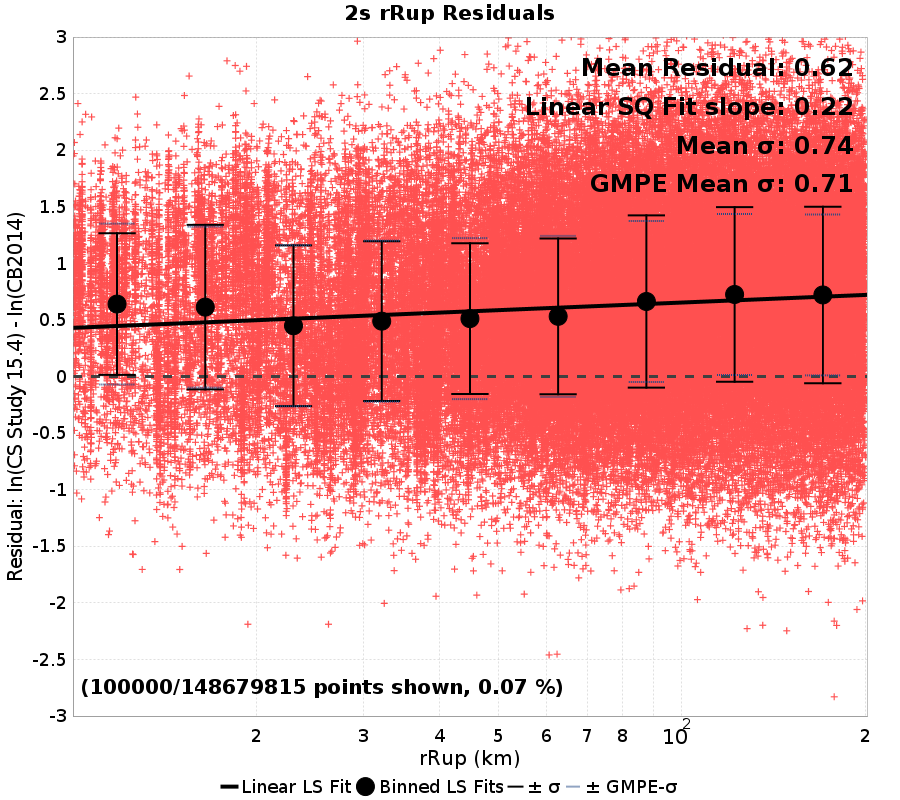 2s rRup Residuals
Residual: ln(CS Study 15.4) - ln(CB2014)
3
2.5
2
1.5
1
0.5
0
-0.5
-1
-1.5
-2
-2.5
-3
Mean Residual: 0.62
Linear SQ Fit slope: 0.22
Mean σ: 0.74
GMPE Mean σ: 0.71
(100000/148679815 points shown, 0.07 %)
2 3 4 5 6 7 8 10² 2
rRup (km)
Linear LS Fit Binned LS Fits ± σ ± GMPE-σ